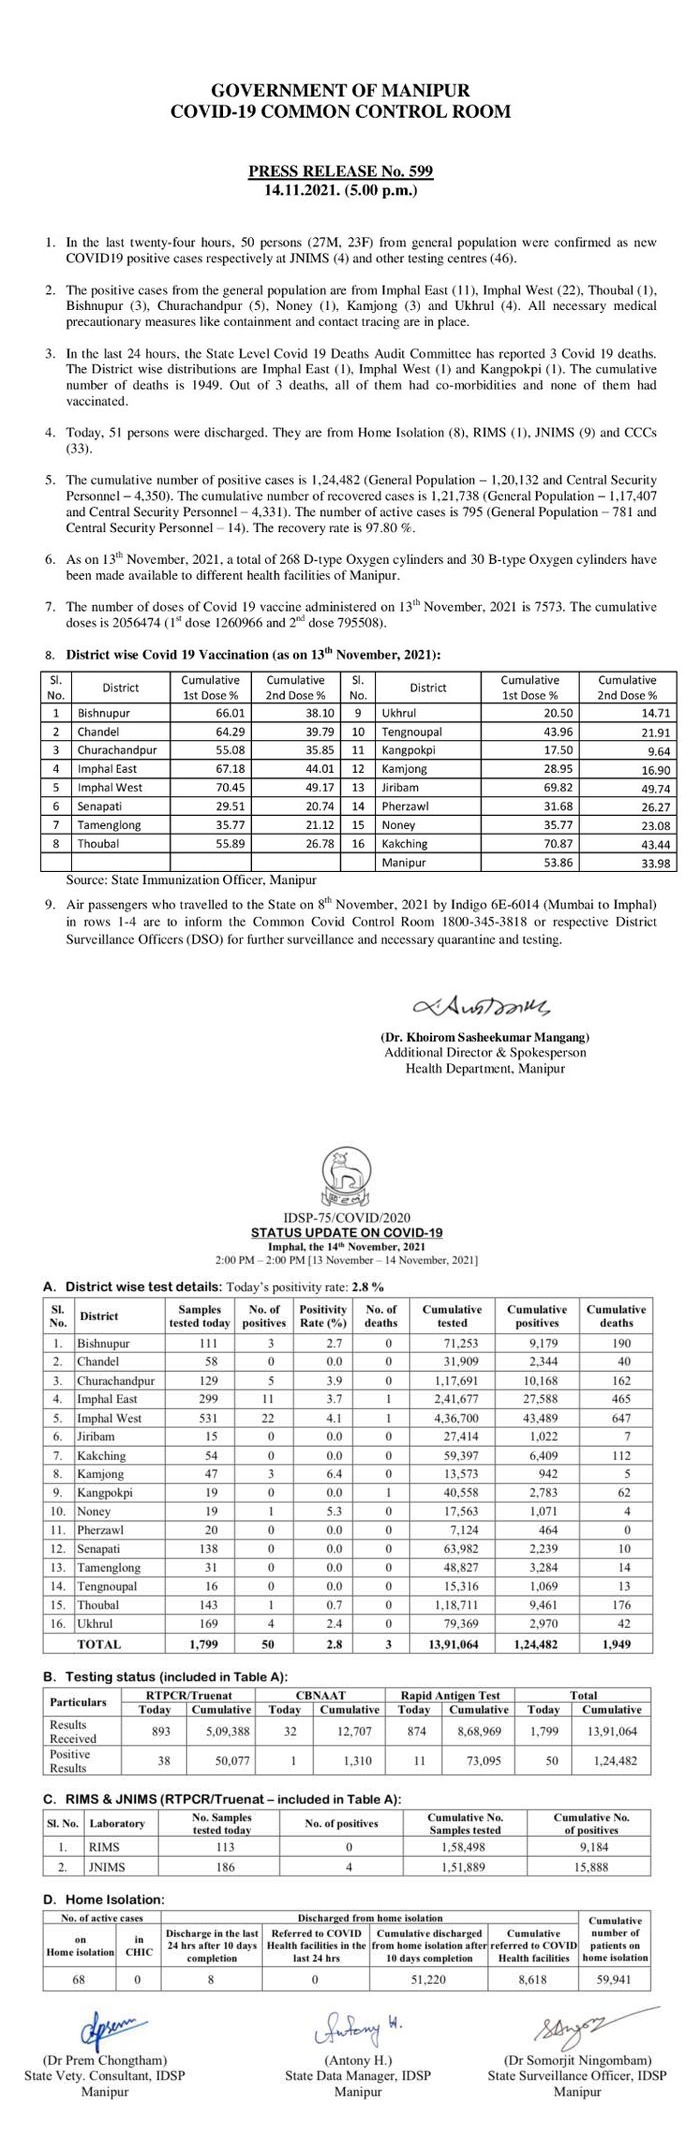 GOVERNMENT OF MANIPUR
COVID-19 COMMON CONTROL ROOM
PRESS RELEASE No. 599
14.11.2021. (5.00 p.m.)
1. In the last twenty-four hours, 50 persons (27M, 23F) from general population were confirmed as new
COVID19 positive cases respectively at JNIMS (4) and other testing centres (46).
2. The positive cases from the general population are from Imphal East (11), Imphal West (22), Thoubal (1),
Bishnupur (3), Churachandpur (5), Noney (1), Kamjong (3) and Ukhrul (4). All necessary medical
precautionary measures like containment and contact tracing are in place.
3. In the last 24 hours, the State Level Covid 19 Deaths Audit Committee has reported 3 Covid 19 deaths.
The District wise distributions are Imphal East (1), Imphal West (1) and Kangpokpi (1). The cumulative
number of deaths is 1949. Out of 3 deaths, all of them had co-morbidities and none of them had
vaccinated.
4. Today, 51 persons were discharged. They are from Home Isolation (8), RIMS (1), JNIMS (9) and CCCs
(33).
5. The cumulative number of positive cases is 1,24,482 (General Population – 1,20,132 and Central Security
Personnel – 4,350). The cumulative number of recovered cases is 1,21,738 (General Population – 1,17,407
and Central Security Personnel – 4,331). The number of active cases is 795 (General Population – 781 and
Central Security Personnel – 14). The recovery rate is 97.80 %.
6. As on 13th November, 2021, a total of 268 D-type Oxygen cylinders and 30 B-type Oxygen cylinders have
been made available to different health facilities of Manipur.
7. The number of doses of Covid 19 vaccine administered on 13th November, 2021 is 7573. The cumulative
doses is 2056474 (1st dose 1260966 and 2nd dose 795508).
8. District wise Covid 19 Vaccination (as on 13th November, 2021):
Sl. No. District Cumulative 1st Dose % Cumulative 2nd Dose % Sl. No. District Cumulative 1st Dose % Cumulative 2nd Dose %
1 Bishnupur 66.01 38.10 9 Ukhrul 20.50 14.71
2 Chandel 64.29 39.79 10 Tengnoupal 43.96 21.91
3 Churachandpur 55.08 35.85 11 Kangpokpi 17.50 9.64
4 Imphal East 67.18 44.01 12 Kamjong 28.95 16.90
5 Imphal West 70.45 49.17 13 Jiribam 69.82 49.74
6 Senapati 29.51 20.74 14 Pherzawl 31.68 26.27
7 Tamenglong 35.77 21.12 15 Noney 35.77 23.08
8 Thoubal 55.89 26.78 16 Kakching 70.87 43.44
Manipur 53.86 33.98
Source: State Immunization Officer, Manipur
9. Air passengers who travelled to the State on 8th November, 2021 by Indigo 6E-6014 (Mumbai to Imphal)
in rows 1-4 are to inform the Common Covid Control Room 1800-345-3818 or respective District
Surveillance Officers (DSO) for further surveillance and necessary quarantine and testing.
(Dr. Khoirom Sasheekumar Mangang)
Additional Director & Spokesperson
Health Department, Manipur
IDSP-75/COVID/2020
STATUS UPDATE ON COVID-19
Imphal, the 14th November, 2021
2:00 PM – 2:00 PM [13 November – 14 November, 2021]
A. District wise test details: Today's positivity rate: 2.8 %
Sl. No. District Samples tested today No. of positives Positivity Rate (%) No. of deaths Cumulative tested Cumulative positives Cumulative deaths
1. Bishnupur 111 3 2.7 0 71,253 9,179 190
2. Chandel 58 0 0.0 0 31,909 2,344 40
3. Churachandpur 129 5 3.9 0 1,17,691 10,168 162
4. Imphal East 299 11 3.7 1 2,41,677 27,588 465
5. Imphal West 531 22 4.1 1 4,36,700 43,489 647
6. Jiribam 15 0 0.0 0 27,414 1,022 7
7. Kakching 54 0 0.0 0 59,397 6,409 112
8. Kamjong 47 3 6.4 0 13,573 942 5
9. Kangpokpi 19 0 0.0 1 40,558 2,783 62
10. Noney 19 1 5.3 0 17,563 1,071 4
11. Pherzawl 20 0 0.0 0 7,124 464 0
12. Senapati 138 0 0.0 0 63,982 2,239 10
13. Tamenglong 31 0 0.0 0 48,827 3,284 14
14. Tengnoupal 16 0 0.0 0 15,316 1,069 13
15. Thoubal 143 1 0.7 0 1,18,711 9,461 176
16. Ukhrul 169 4 2.4 0 79,369 2,970 42
TOTAL 1,799 50 2.8 3 13,91,064 1,24,482 1,949
B. Testing status (included in Table A):
Particulars RTPCR/Truenat CBNAAT Rapid Antigen Test Total
Today Cumulative Today Cumulative Today Cumulative Today Cumulative
Results Received 893 5,09,388 32 12,707 874 8,68,969 1,799 13,91,064
Positive Results 38 50,077 1 1,310 11 73,095 50 1,24,482
C. RIMS & JNIMS (RTPCR/Truenat – included in Table A):
Sl. No. Laboratory No. Samples tested today No. of positives Cumulative No. Samples tested Cumulative No. of positives
1. RIMS 113 0 1,58,498 9,184
2. JNIMS 186 4 1,51,889 15,888
D. Home Isolation:
No. of active cases Discharged from home isolation Cumulative number of patients on home isolation
on Home isolation in CHIC Discharge in the last 24 hrs after 10 days completion Referred to COVID Health facilities in the last 24 hrs Cumulative discharged from home isolation after 10 days completion Cumulative referred to COVID Health facilities
68 0 8 0 51,220 8,618 59,941
Antony H.
(Dr Prem Chongtham) (Antony H.) (Dr Somorjit Ningombam)
State Vety. Consultant, IDSP State Data Manager, IDSP State Surveillance Officer, IDSP
Manipur Manipur Manipur